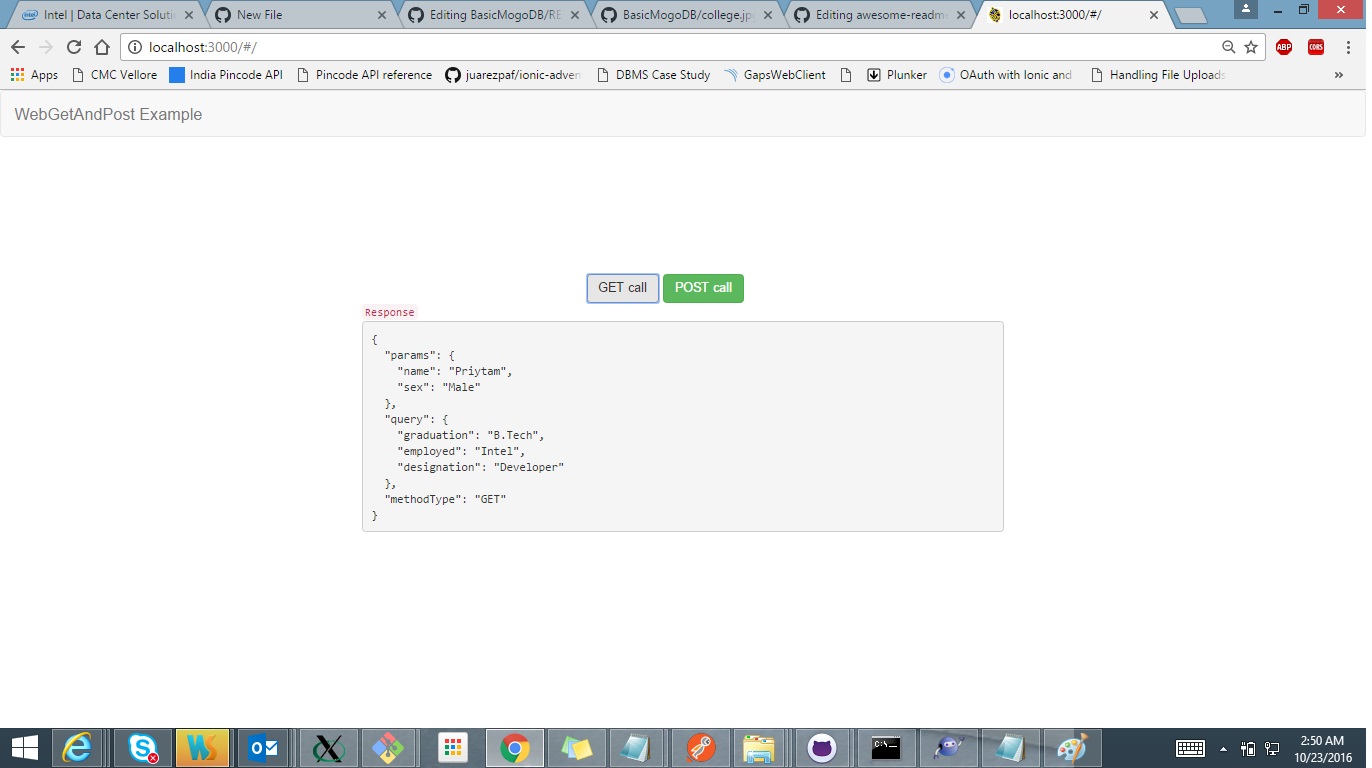 Intel | Data Center Soluti
New File
Editing BasicMogoDB/RE
BasicMogoDB/college.jp
Editing awesome-readme
localhost:3000/#/
localhost:3000/#/
ABP
CORS
Apps
CMC Vellore
India Pincode API
Pincode API reference
juarezpaf/ionic-adven
DBMS Case Study
GapsWebClient
Plunker
OAuth with Ionic and
Handling File Uploads
»
WebGetAndPost Example
GET call
POST call
Response
{
"params": {
"name": "Priytam",
"sex": "Male"
},
"query": {
"graduation": "B.Tech",
"employed": "Intel",
"designation": "Developer"
},
"methodType": "GET"
}
2:50 AM
10/23/2016